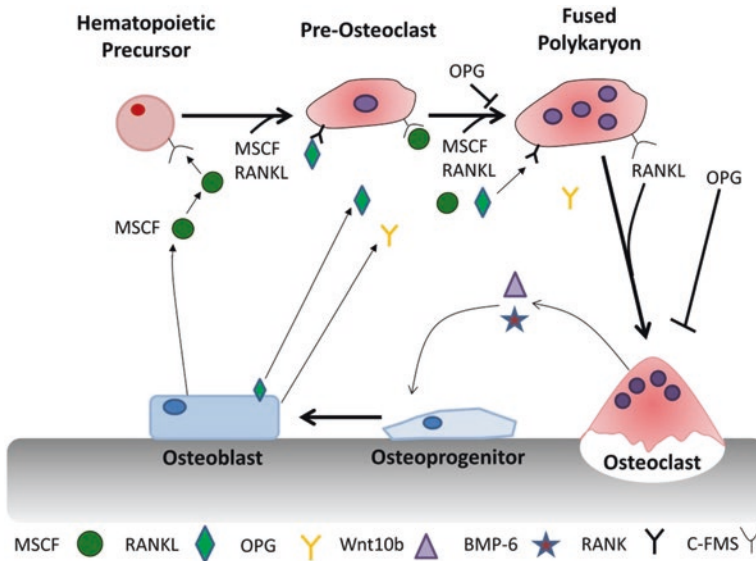 Hematopoietic
Precursor
Pre-Osteoclast
Fused
Polykaryon
OPG
MSCF
RANKL
MSCF
RANKL
RANKL
OPG
MSCF
Osteoblast
Osteoprogenitor
Osteoclast
MSCF RANKL OPG Wnt10b BMP-6 RANK C-FMS